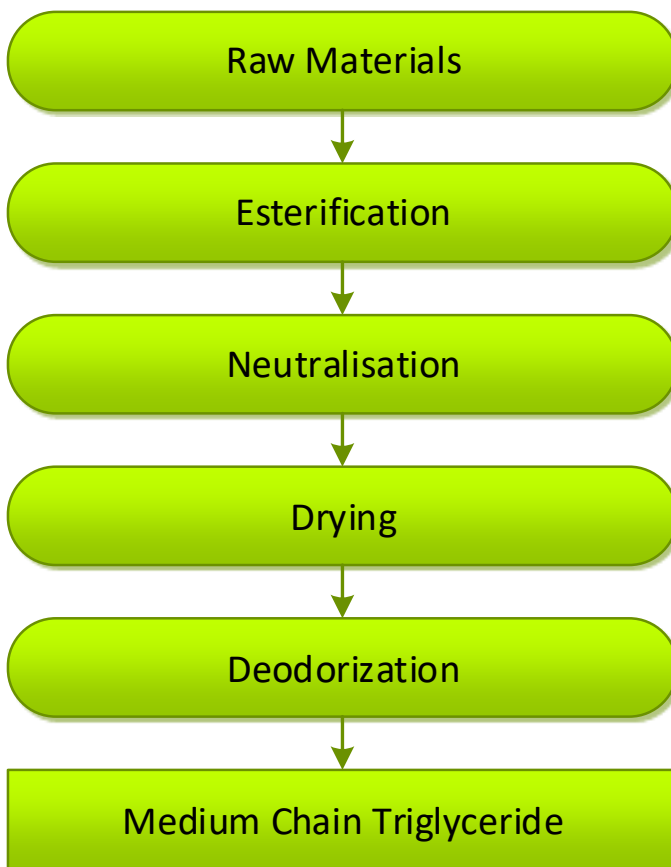 Raw Materials
Esterification
Neutralisation
Drying
Deodorization
Medium Chain Triglyceride